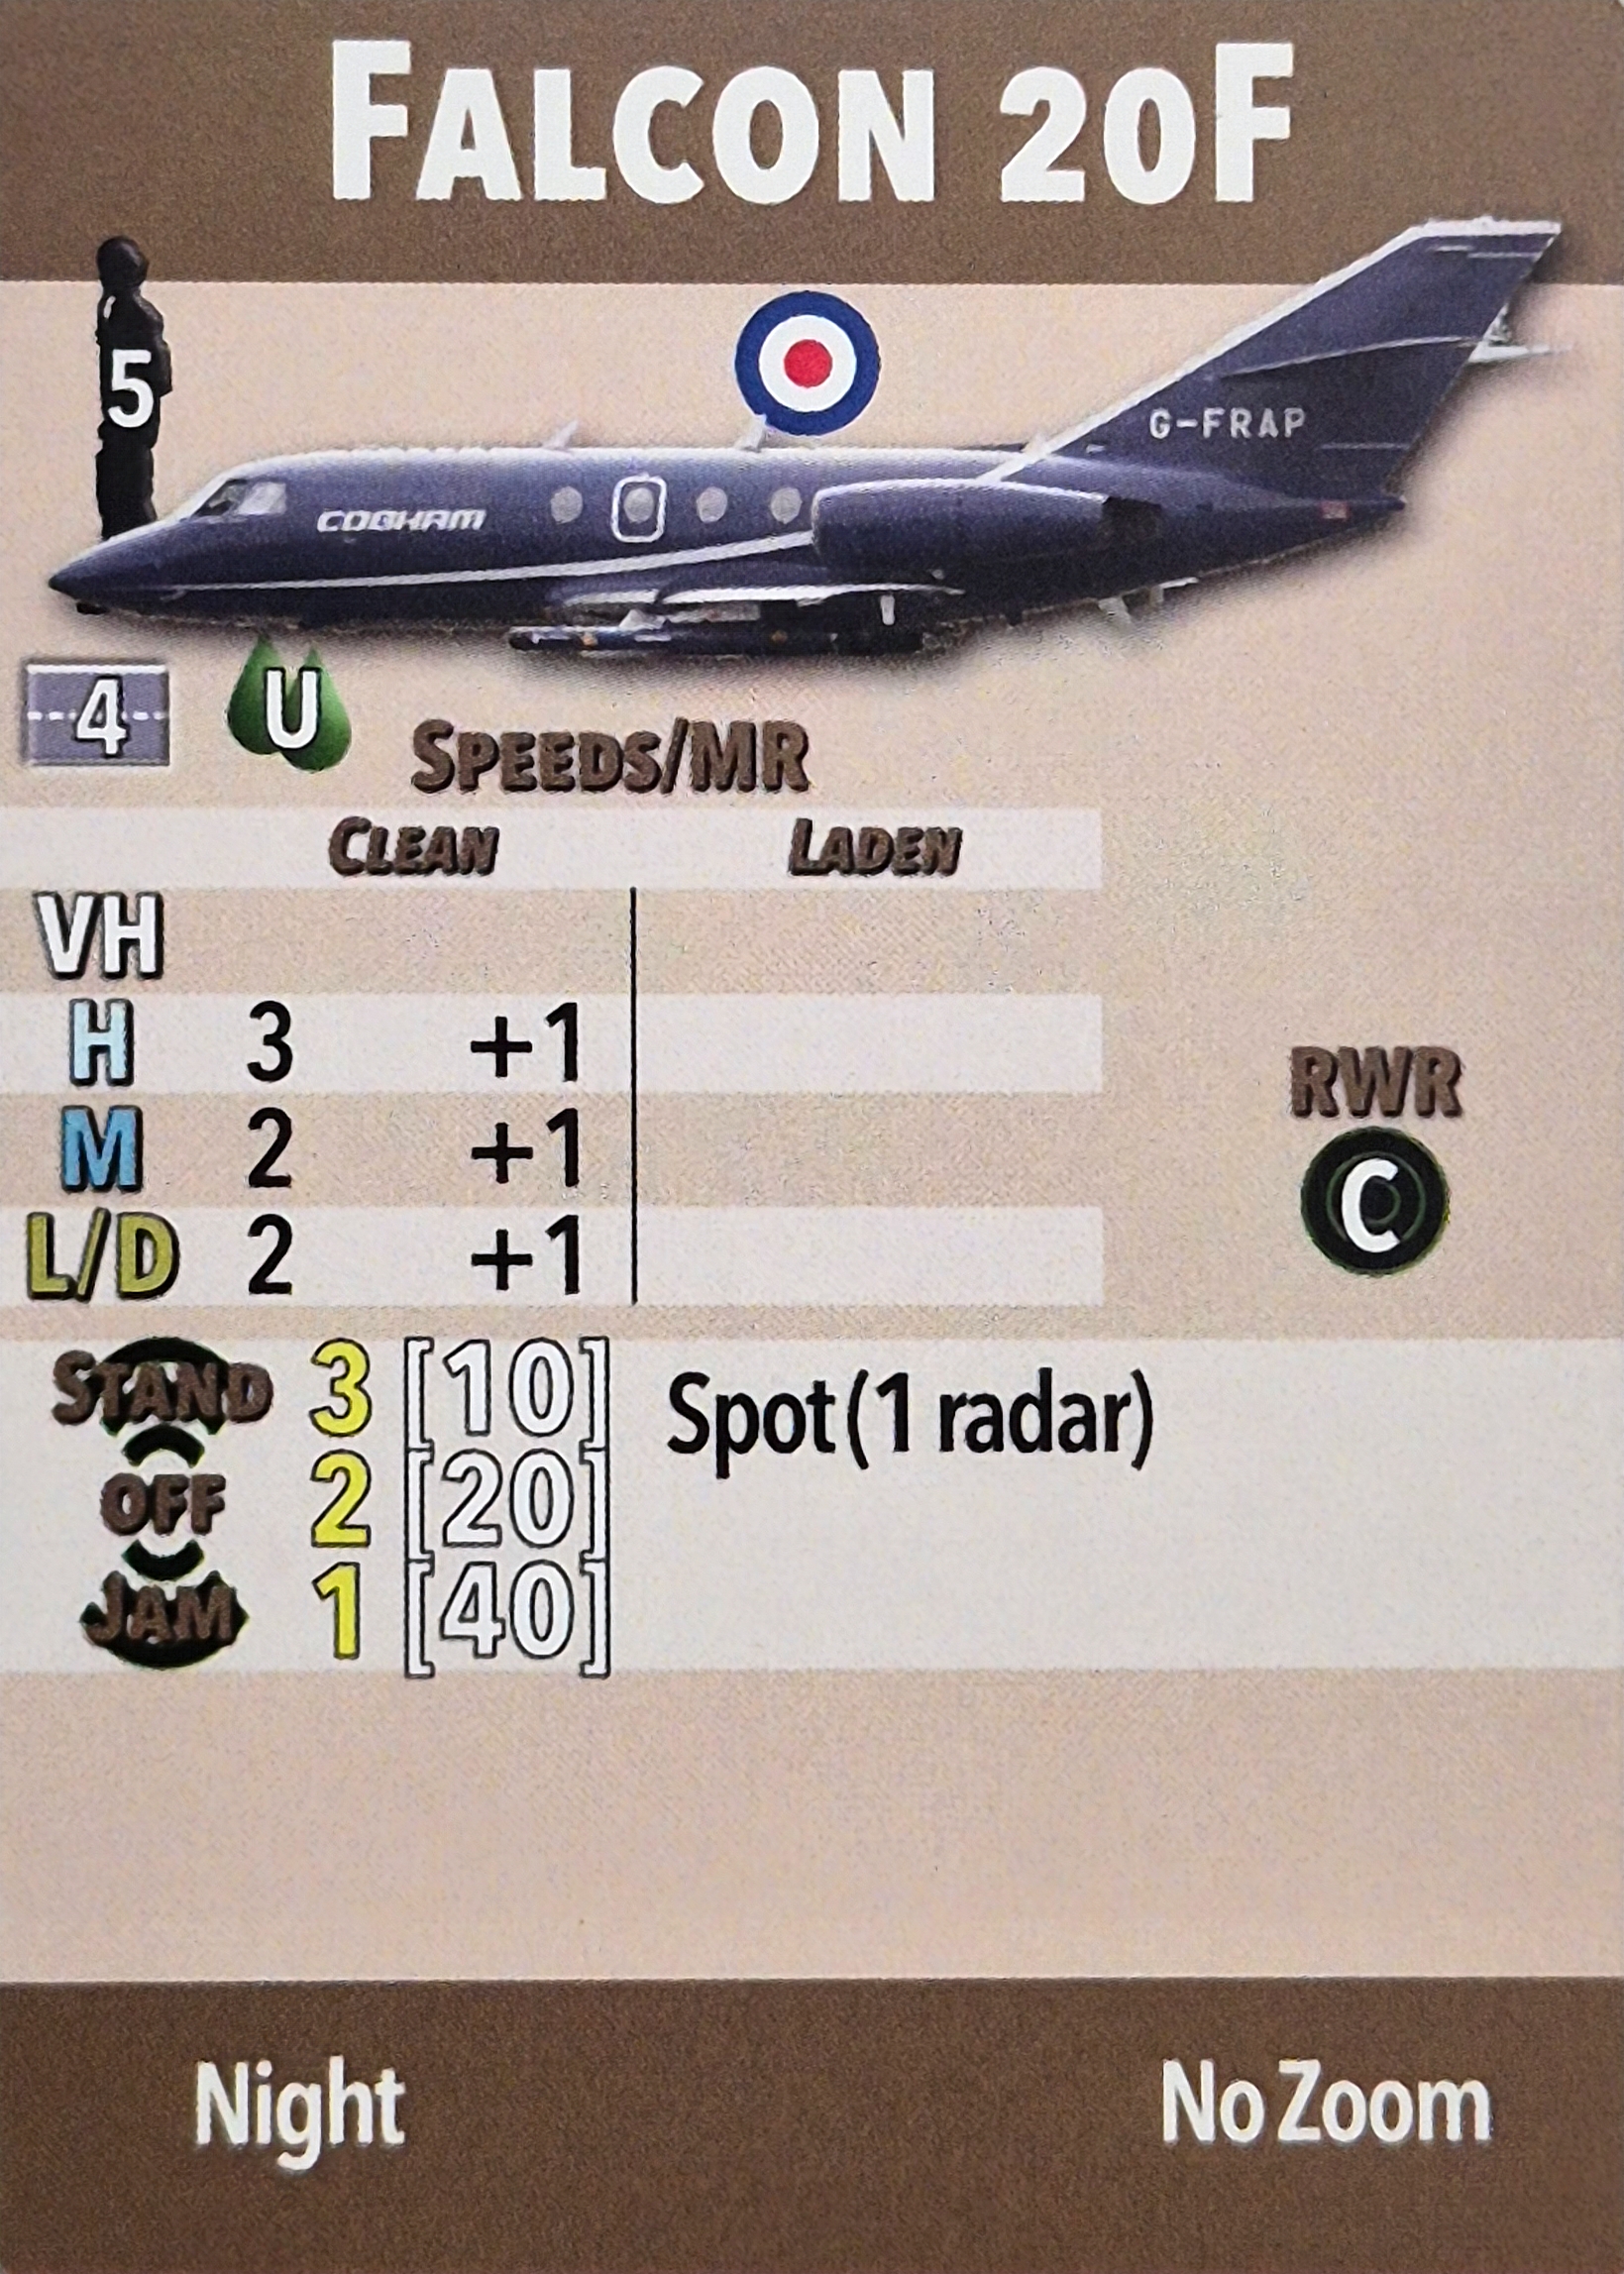 FALCON 20F
5
G-FRAP
COBHAM
4 U
SPEEDS/MR
CLEAN LADEN
VH
H 3 +1
M 2 +1
L/D 2 +1
RWR
C
STAND 3 [10] Spot (1 radar)
OFF 2 [20]
JAM 1 [40]
Night No Zoom